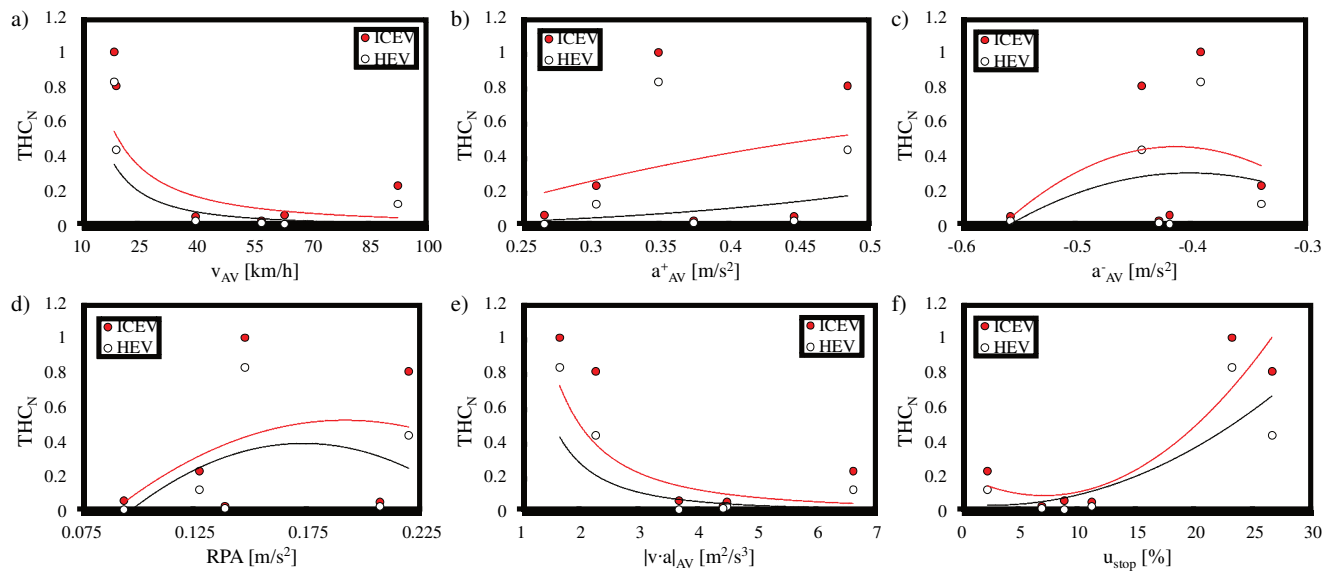 a)
THC_N
1.2
1
0.8
0.6
0.4
0.2
0
ICEV
HEV
10 25 40 55 70 85 100
v_AV [km/h]
b)
THC_N
1.2
1
0.8
0.6
0.4
0.2
0
ICEV
HEV
0.25 0.3 0.35 0.4 0.45 0.5
a⁺_AV [m/s²]
c)
THC_N
1.2
1
0.8
0.6
0.4
0.2
0
ICEV
HEV
-0.6 -0.5 -0.4 -0.3
a⁻_AV [m/s²]
d)
THC_N
1.2
1
0.8
0.6
0.4
0.2
0
ICEV
HEV
0.075 0.125 0.175 0.225
RPA [m/s²]
e)
THC_N
1.2
1
0.8
0.6
0.4
0.2
0
ICEV
HEV
1 2 3 4 5 6 7
|v·a|_AV [m²/s³]
f)
THC_N
1.2
1
0.8
0.6
0.4
0.2
0
ICEV
HEV
0 5 10 15 20 25 30
u_stop [%]